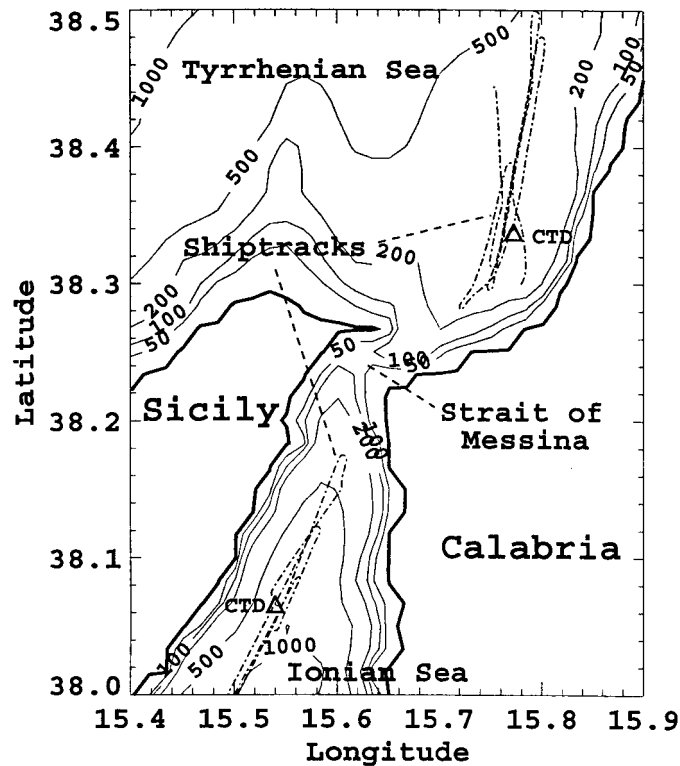 38.5
500
100
50
1000
Tyrrhenian Sea
200
38.4
500
Shiptracks
200
CTD
38.3
200
100
50
50
100
50
Latitude
Sicily
Strait of
Messina
38.2
100
200
38.1
Calabria
CTD
100
500
1000
Ionian Sea
38.0
15.4
15.5
15.6
15.7
15.8
15.9
Longitude